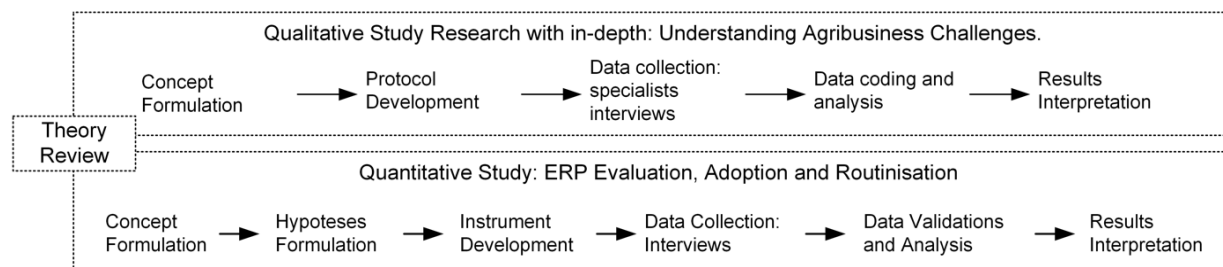 Qualitative Study Research with in-depth: Understanding Agribusiness Challenges.
Concept
Formulation
Protocol
Development
Data collection:
specialists
interviews
Data coding and
analysis
Results
Interpretation
Theory
Review
Quantitative Study: ERP Evaluation, Adoption and Routinisation
Concept
Formulation
Hypoteses
Formulation
Instrument
Development
Data Collection:
Interviews
Data Validations
and Analysis
Results
Interpretation